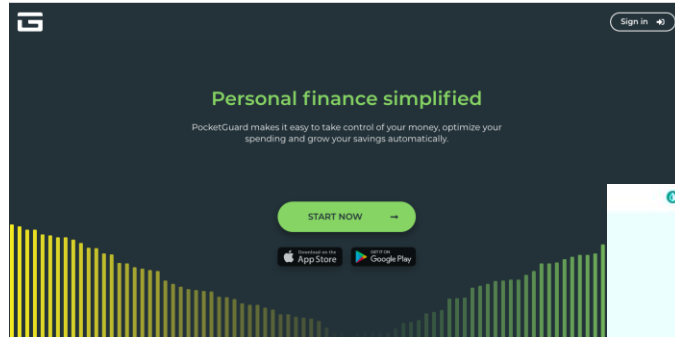 Sign in
Personal finance simplified
PocketGuard makes it easy to take control of your money, optimize your
spending and grow your savings automatically.
START NOW
Download on the
App Store
GET IT ON
Google Play